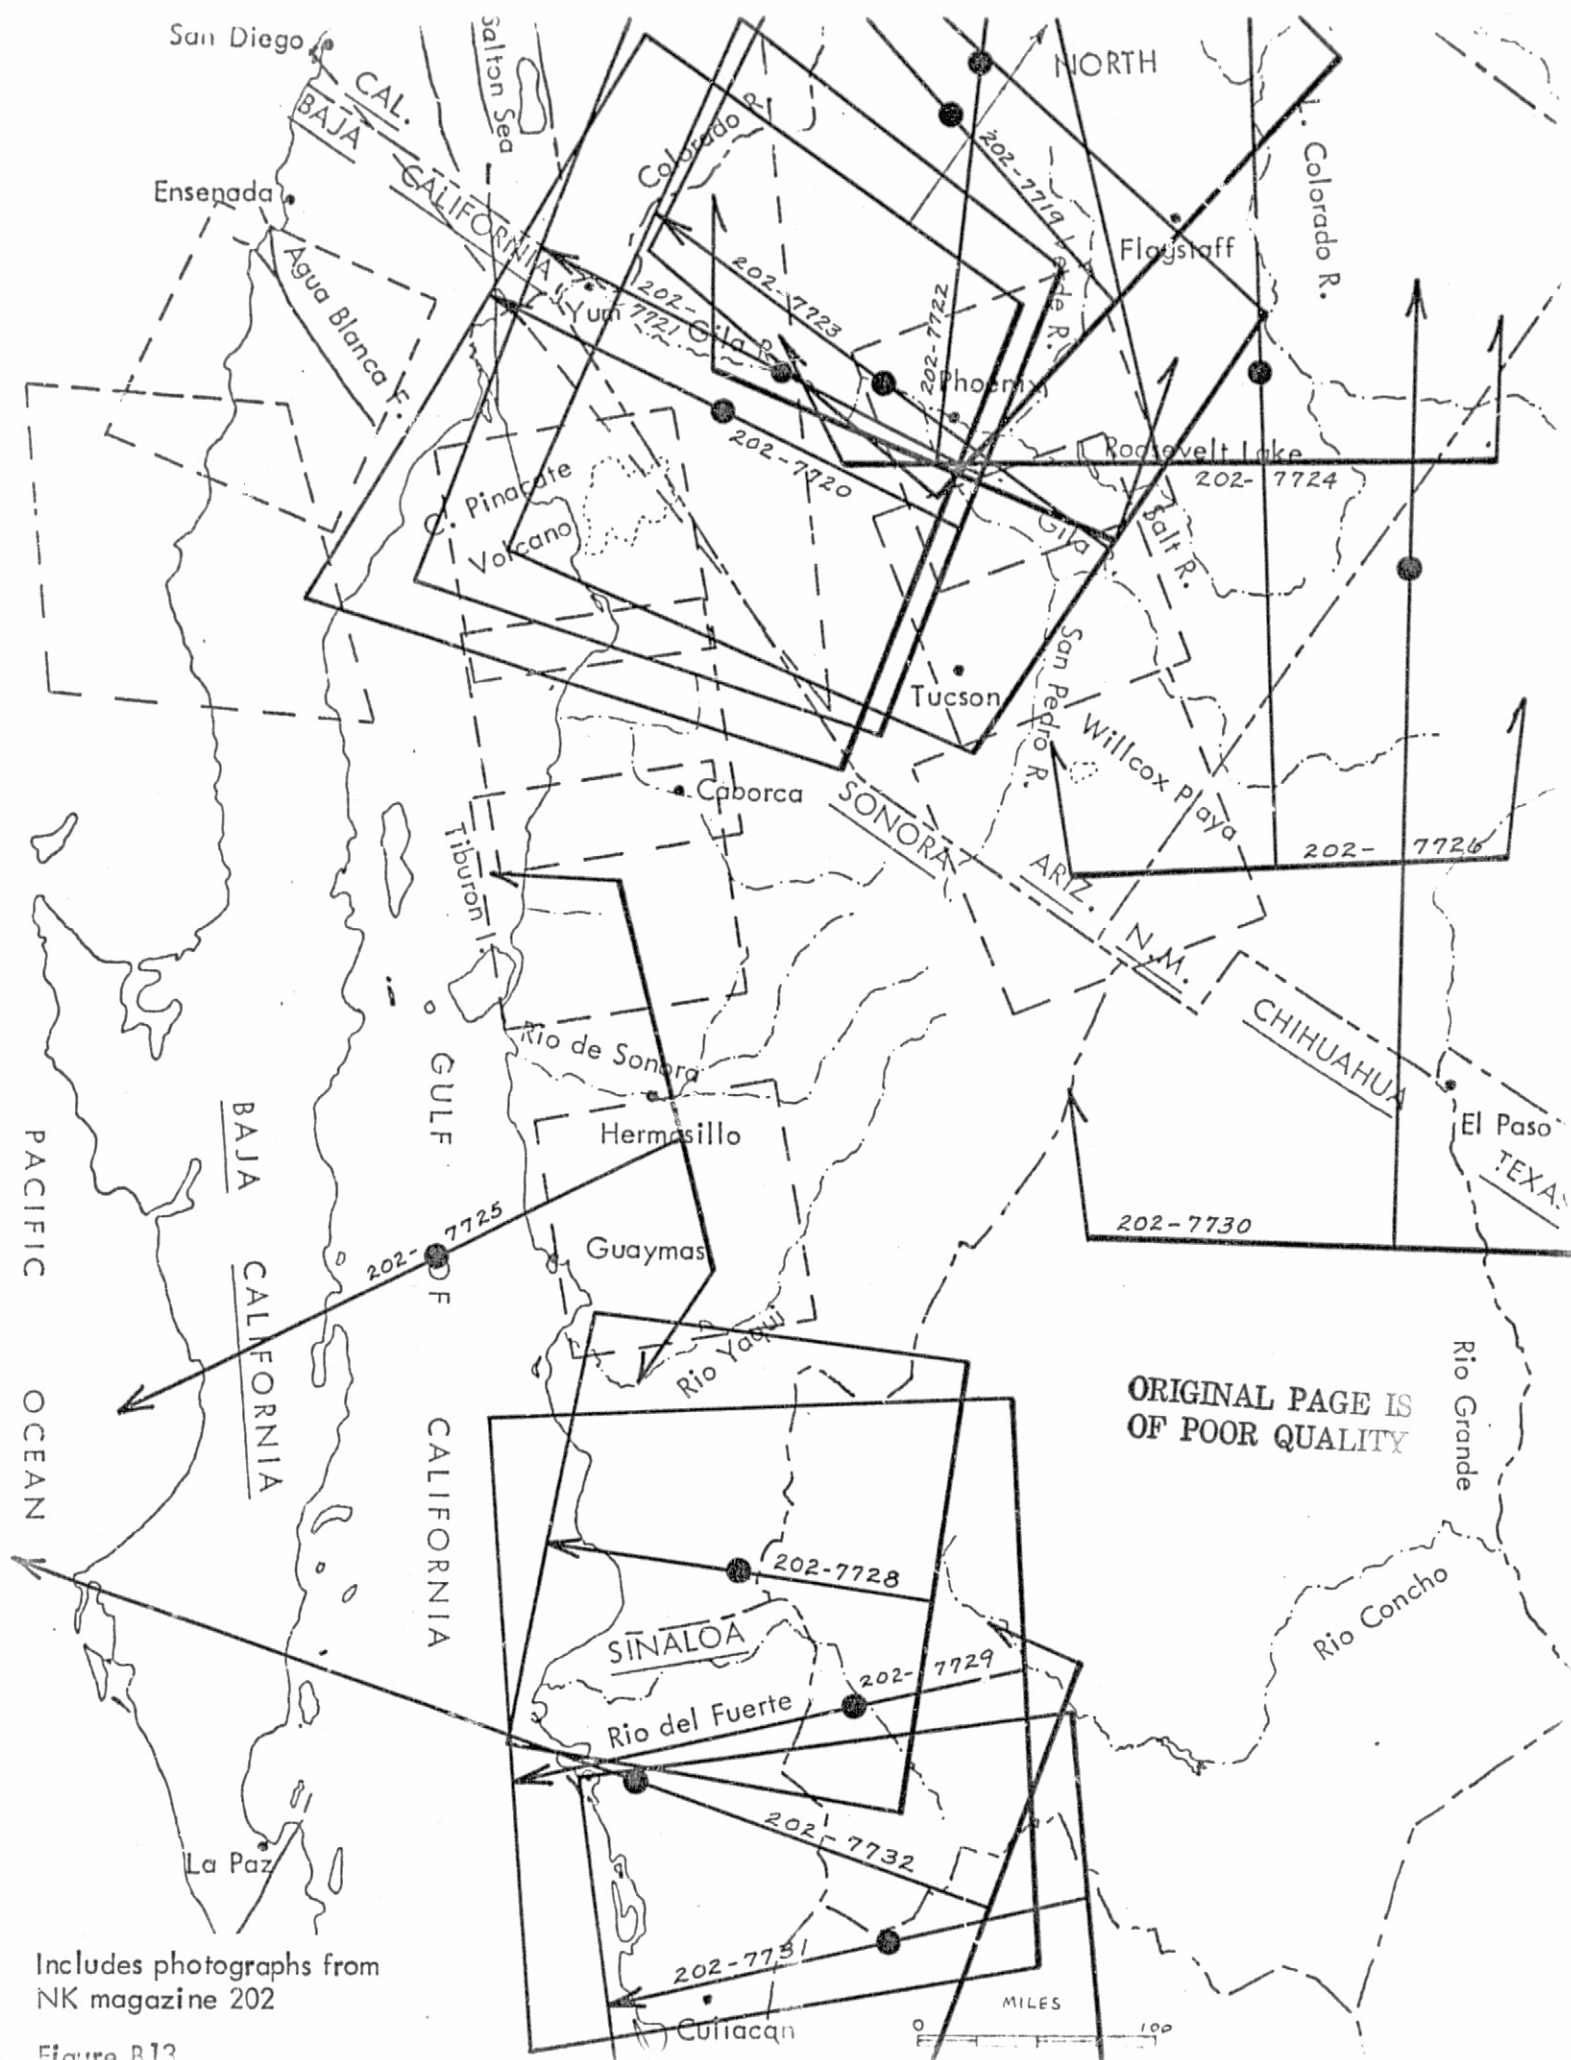 San Diego
CAL.
BAJA
CALIFORNIA
Salton Sea
Colorado R.
NORTH
202-7719
L. Colorado R.
Ensenada
Agua Blanca F.
Flagstaff
Verde R.
202-7723
202-7722
202-7721
Yuma
Gila R.
Phoenix
Roosevelt Lake
202-7724
202-7720
C. Pinacate
Volcano
Gila R.
Salt R.
San Pedro R.
Tucson
Willcox Playa
Caborca
SONORA
ARIZ.
202-7726
N.M.
Tiburon I.
CHIHUAHUA
Rio de Sonora
Hermosillo
El Paso
TEXAS
GULF OF CALIFORNIA
BAJA CALIFORNIA
PACIFIC OCEAN
202-7725
Guaymas
202-7730
Rio Yaqui
ORIGINAL PAGE IS
OF POOR QUALITY
Rio Grande
202-7728
Rio Concho
SINALOA
202-7729
Rio del Fuerte
202-7732
La Paz
202-7731
Culiacan
MILES
0 100
Includes photographs from
NK magazine 202
Figure B13